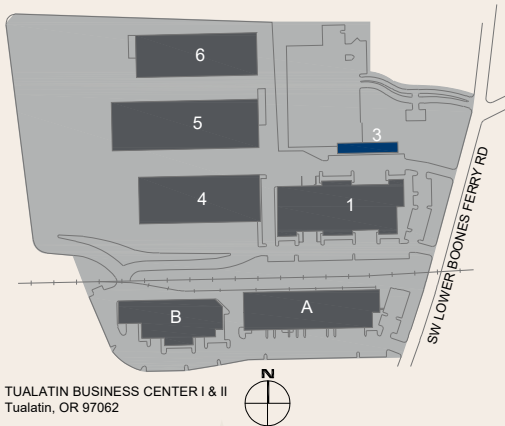 6
5
3
4
1
SW LOWER BOONES FERRY RD
B
A
N
TUALATIN BUSINESS CENTER I & II
Tualatin, OR 97062